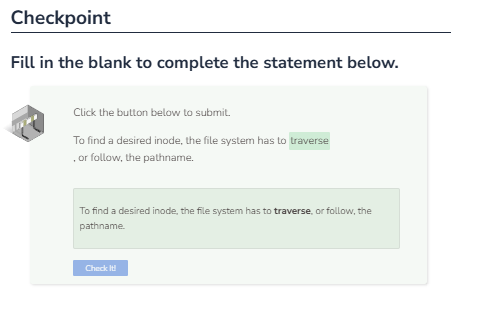 Checkpoint
Fill in the blank to complete the statement below.
Click the button below to submit.
To find a desired inode, the file system has to traverse
, or follow, the pathname.
To find a desired inode, the file system has to traverse, or follow, the
pathname.
Check It!